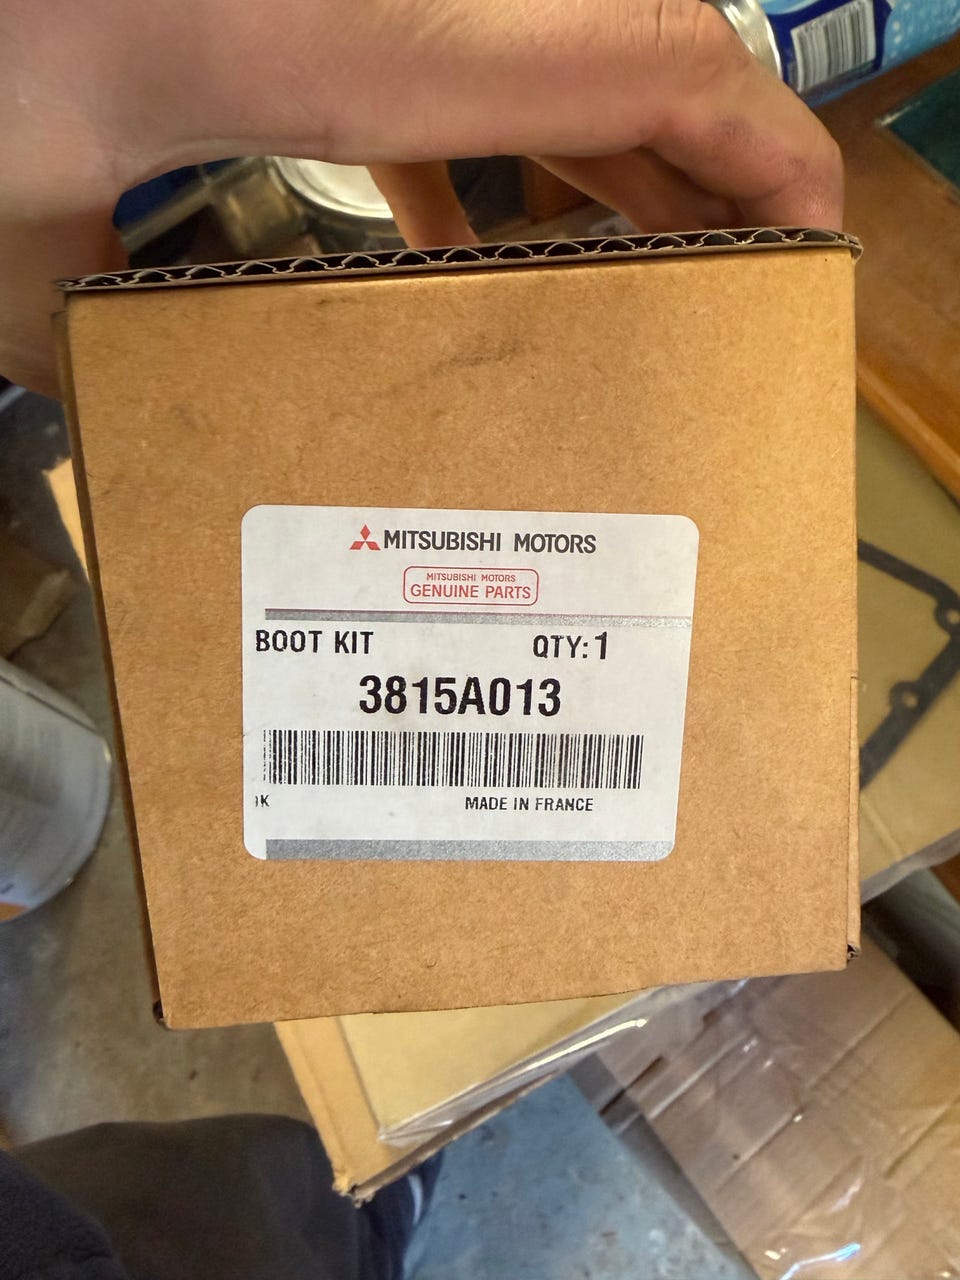 MITSUBISHI MOTORS
MITSUBISHI MOTORS
GENUINE PARTS
BOOT KIT QTY: 1
3815A013
K MADE IN FRANCE